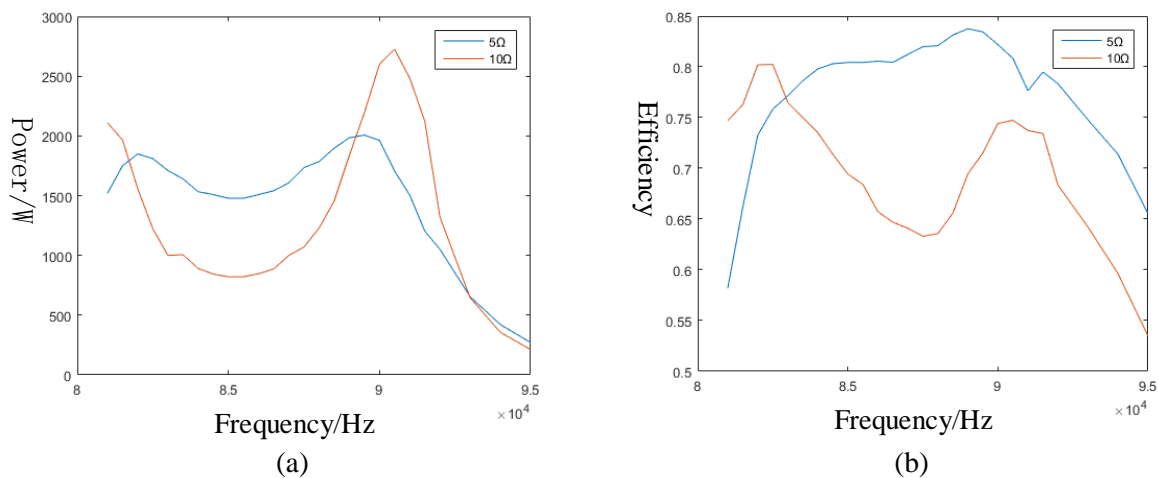 3000
2500
2000
1500
1000
500
0
Power/W
5Ω
10Ω
8
8.5
9
9.5
×10⁴
Frequency/Hz
(a)
0.85
0.8
0.75
0.7
0.65
0.6
0.55
0.5
Efficiency
5Ω
10Ω
8
8.5
9
9.5
×10⁴
Frequency/Hz
(b)